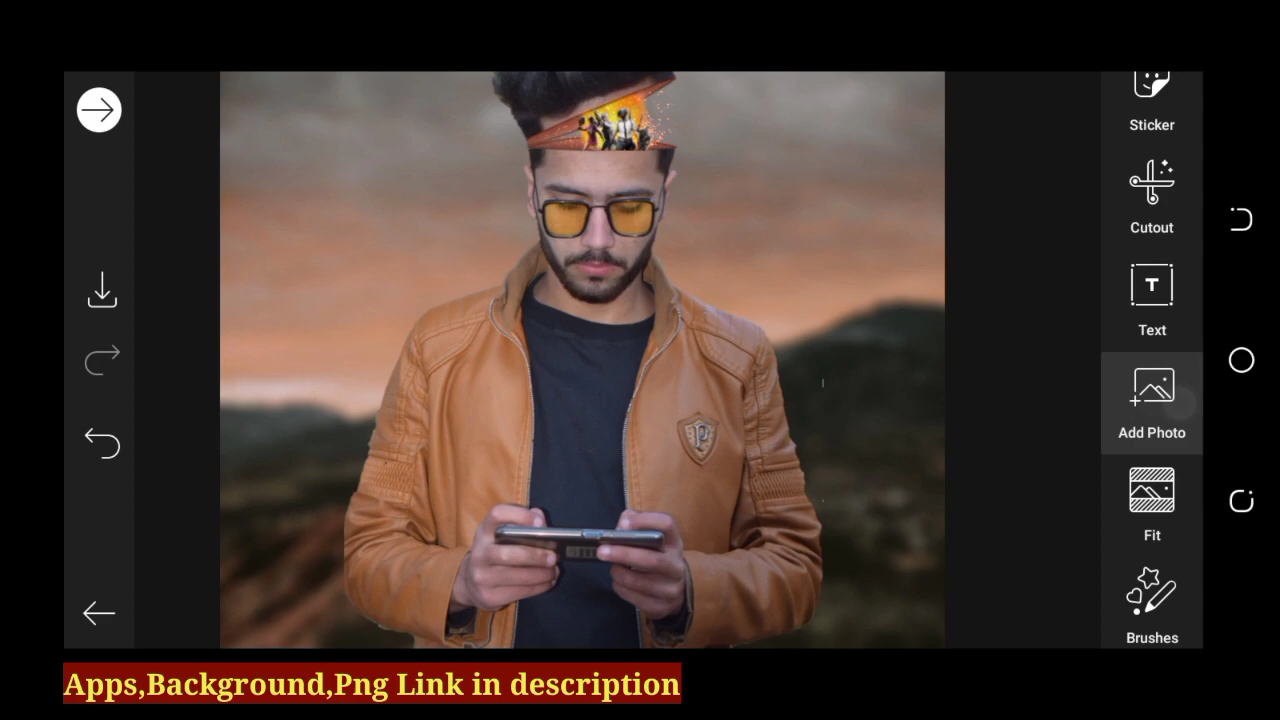 Sticker
Cutout
Text
Add Photo
Fit
Brushes
P
Apps,Background,Png Link in description